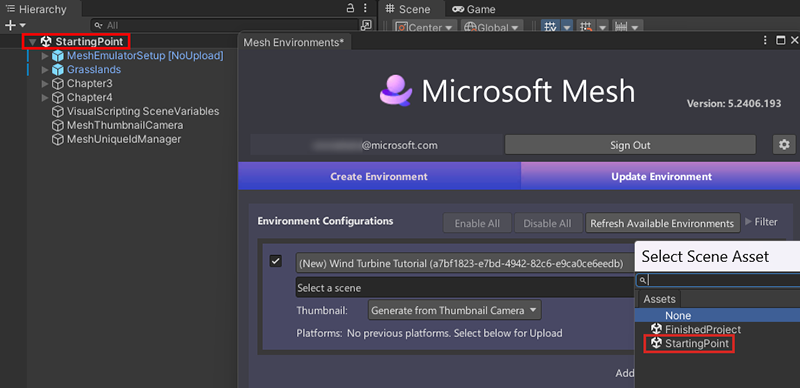 Hierarchy
All
StartingPoint
MeshEmulatorSetup [NoUpload]
Grasslands
Chapter3
Chapter4
VisualScripting SceneVariables
MeshThumbnailCamera
MeshUniqueIdManager
Scene
Game
Center
Global
Mesh Environments*
Microsoft Mesh
Version: 5.2406.193
@microsoft.com
Sign Out
Create Environment
Update Environment
Environment Configurations
Enable All
Disable All
Refresh Available Environments
Filter
(New) Wind Turbine Tutorial (a7bf1823-e7bd-4942-82c6-e9ca0ce6eedb)
Select a scene
Thumbnail:
Generate from Thumbnail Camera
Platforms: No previous platforms. Select below for Upload
Add
Select Scene Asset
Assets
None
FinishedProject
StartingPoint